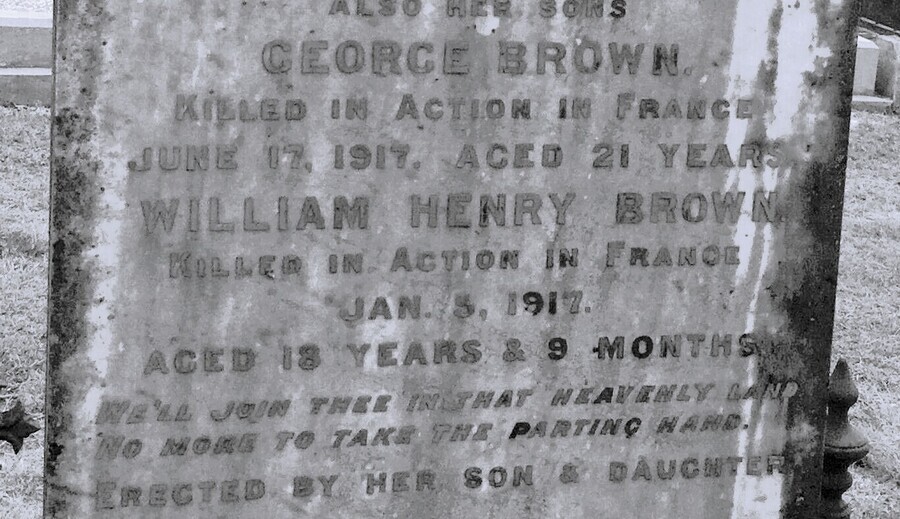 ALSO HER SONS
GEORGE BROWN.
KILLED IN ACTION IN FRANCE
JUNE 17, 1917. AGED 21 YEARS
WILLIAM HENRY BROWN
KILLED IN ACTION IN FRANCE
JAN. 5, 1917.
AGED 18 YEARS & 9 MONTHS
WE'LL JOIN THEE IN THAT HEAVENLY LAND
NO MORE TO TAKE THE PARTING HAND.
ERECTED BY HER SON & DAUGHTER